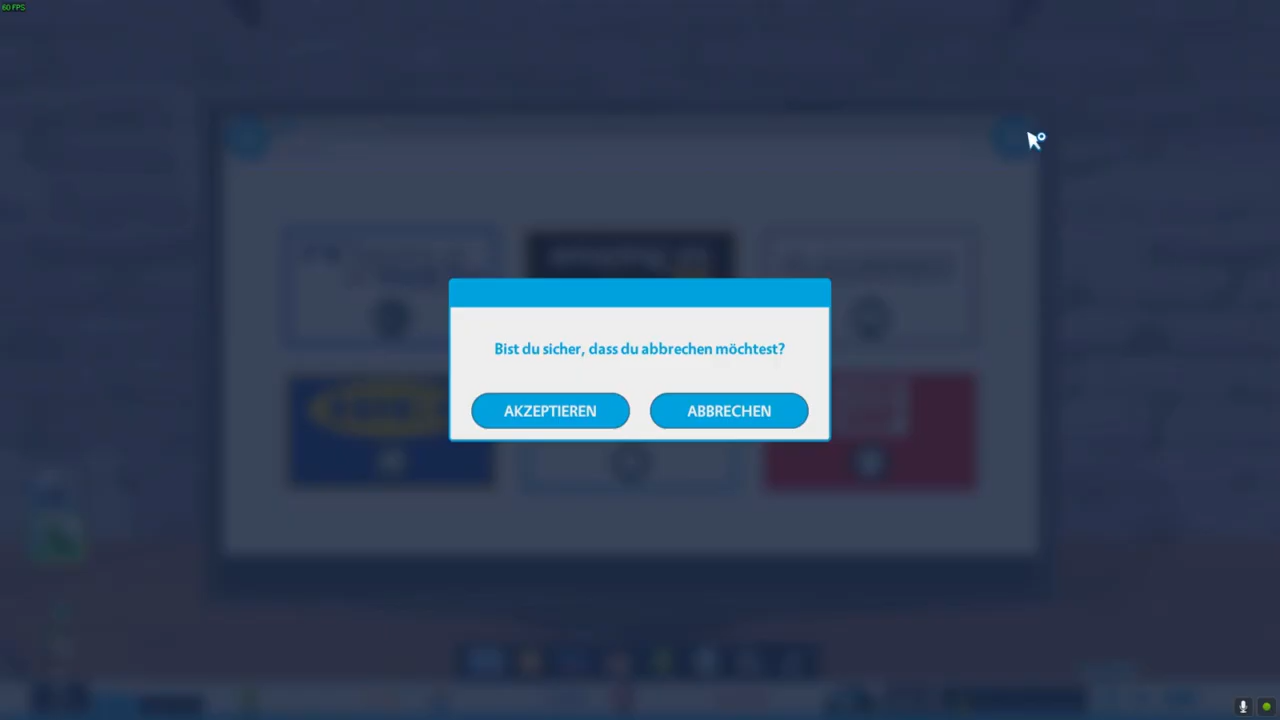 60 FPS
Bist du sicher, dass du abbrechen möchtest?
AKZEPTIEREN
ABBRECHEN